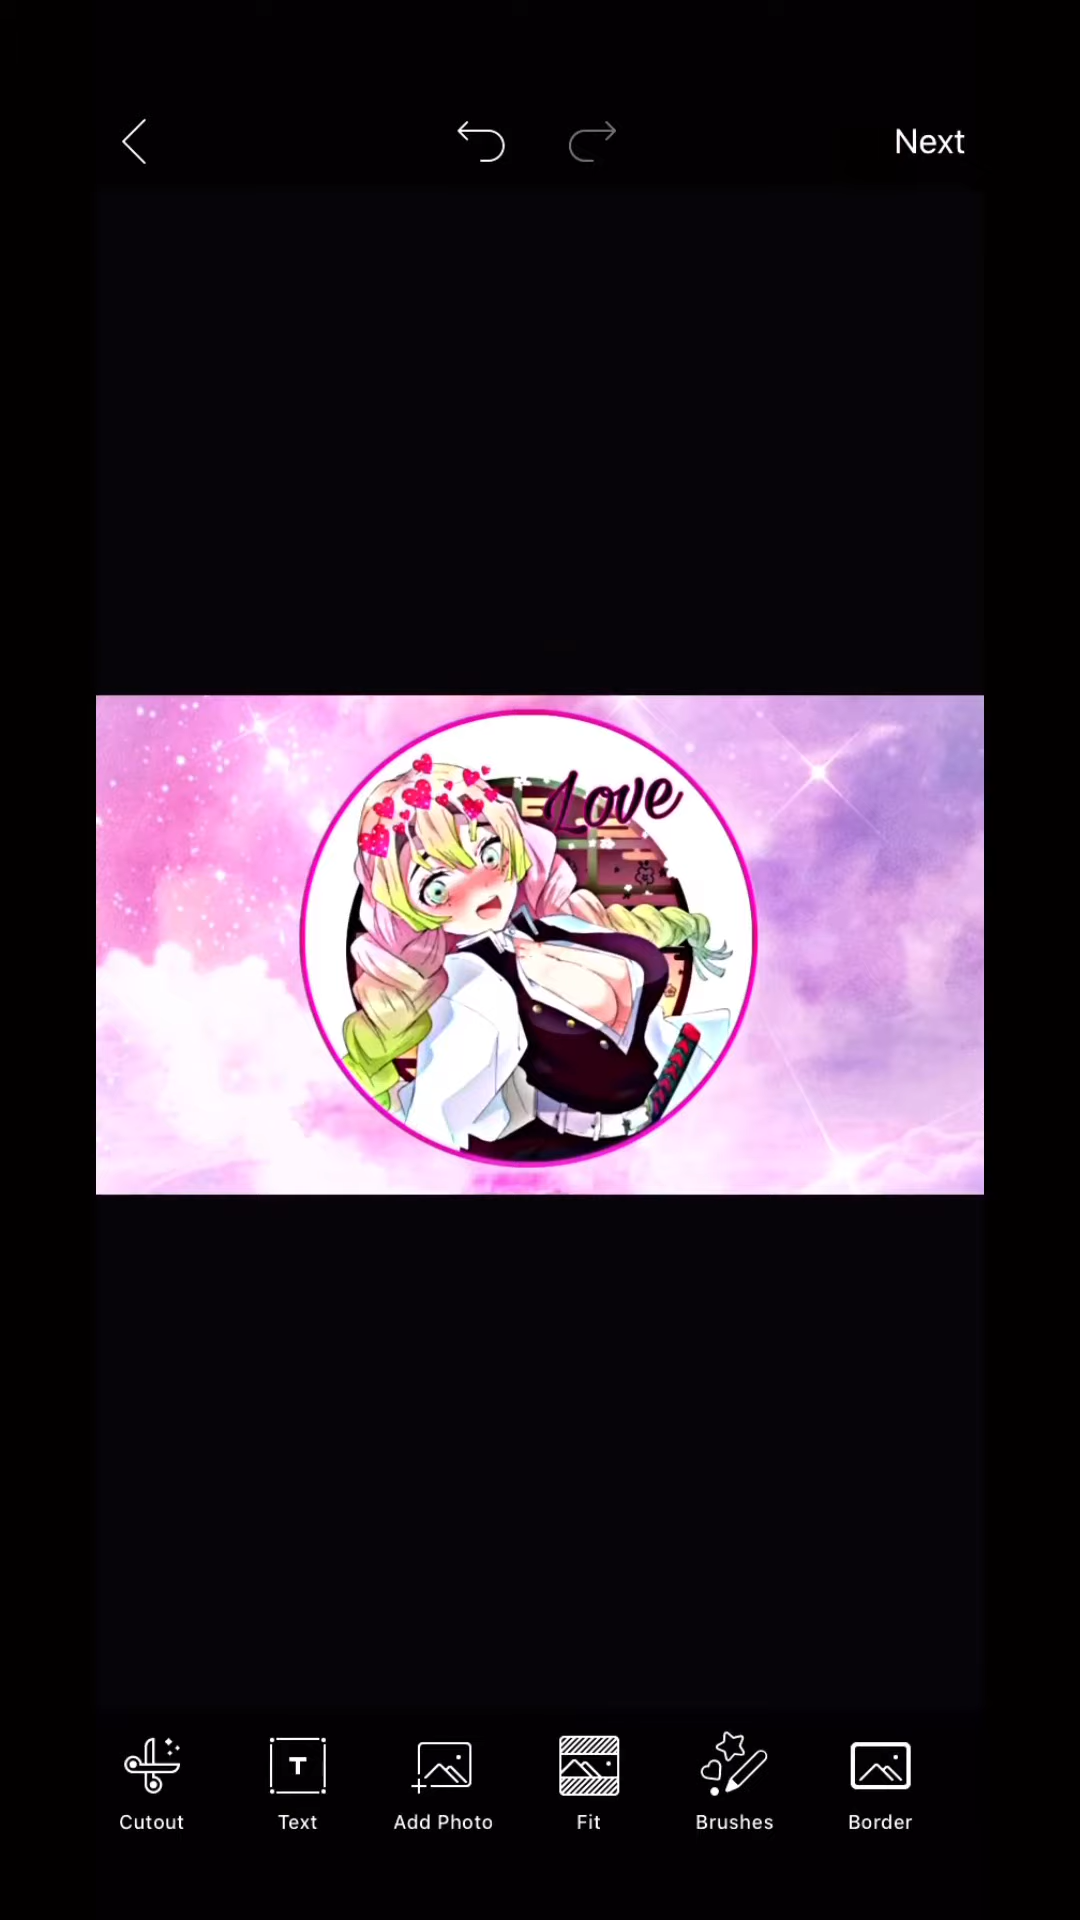 Next
Love
Cutout
Text
Add Photo
Fit
Brushes
Border